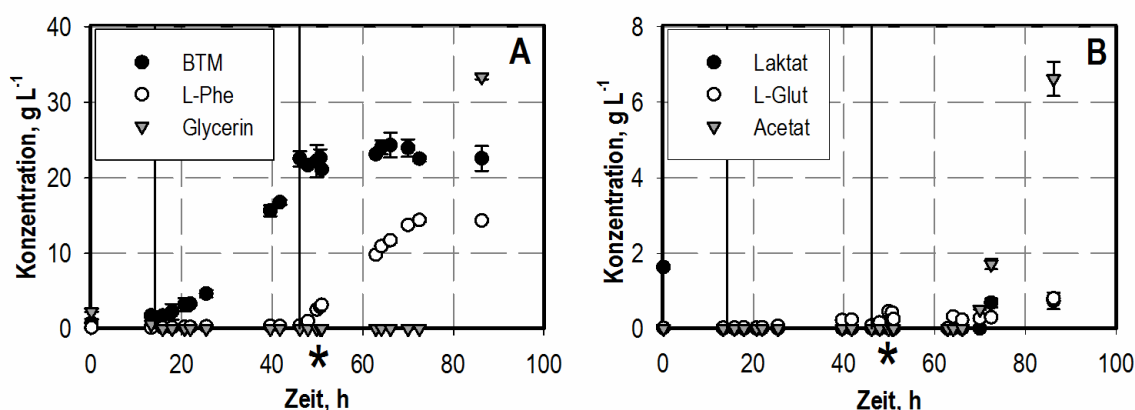 A
BTM
L-Phe
Glycerin
Konzentration, g L-1
40
30
20
10
0
0 20 40 60 80 100
*
Zeit, h
B
Laktat
L-Glut
Acetat
Konzentration, g L-1
8
6
4
2
0
0 20 40 60 80 100
*
Zeit, h